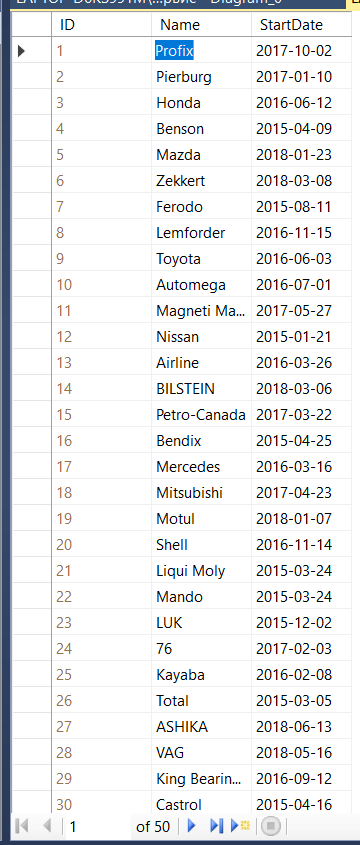 ID Name StartDate
1 Profix 2017-10-02
2 Pierburg 2017-01-10
3 Honda 2016-06-12
4 Benson 2015-04-09
5 Mazda 2018-01-23
6 Zekkert 2018-03-08
7 Ferodo 2015-08-11
8 Lemforder 2016-11-15
9 Toyota 2016-06-03
10 Automega 2016-07-01
11 Magneti Ma... 2017-05-27
12 Nissan 2015-01-21
13 Airline 2016-03-26
14 BILSTEIN 2018-03-06
15 Petro-Canada 2017-03-22
16 Bendix 2015-04-25
17 Mercedes 2016-03-16
18 Mitsubishi 2017-04-23
19 Motul 2018-01-07
20 Shell 2016-11-14
21 Liqui Moly 2015-03-24
22 Mando 2015-03-24
23 LUK 2015-12-02
24 76 2017-02-03
25 Kayaba 2016-02-08
26 Total 2015-03-05
27 ASHIKA 2018-06-13
28 VAG 2018-05-16
29 King Bearin... 2016-09-12
30 Castrol 2015-04-16
1 of 50